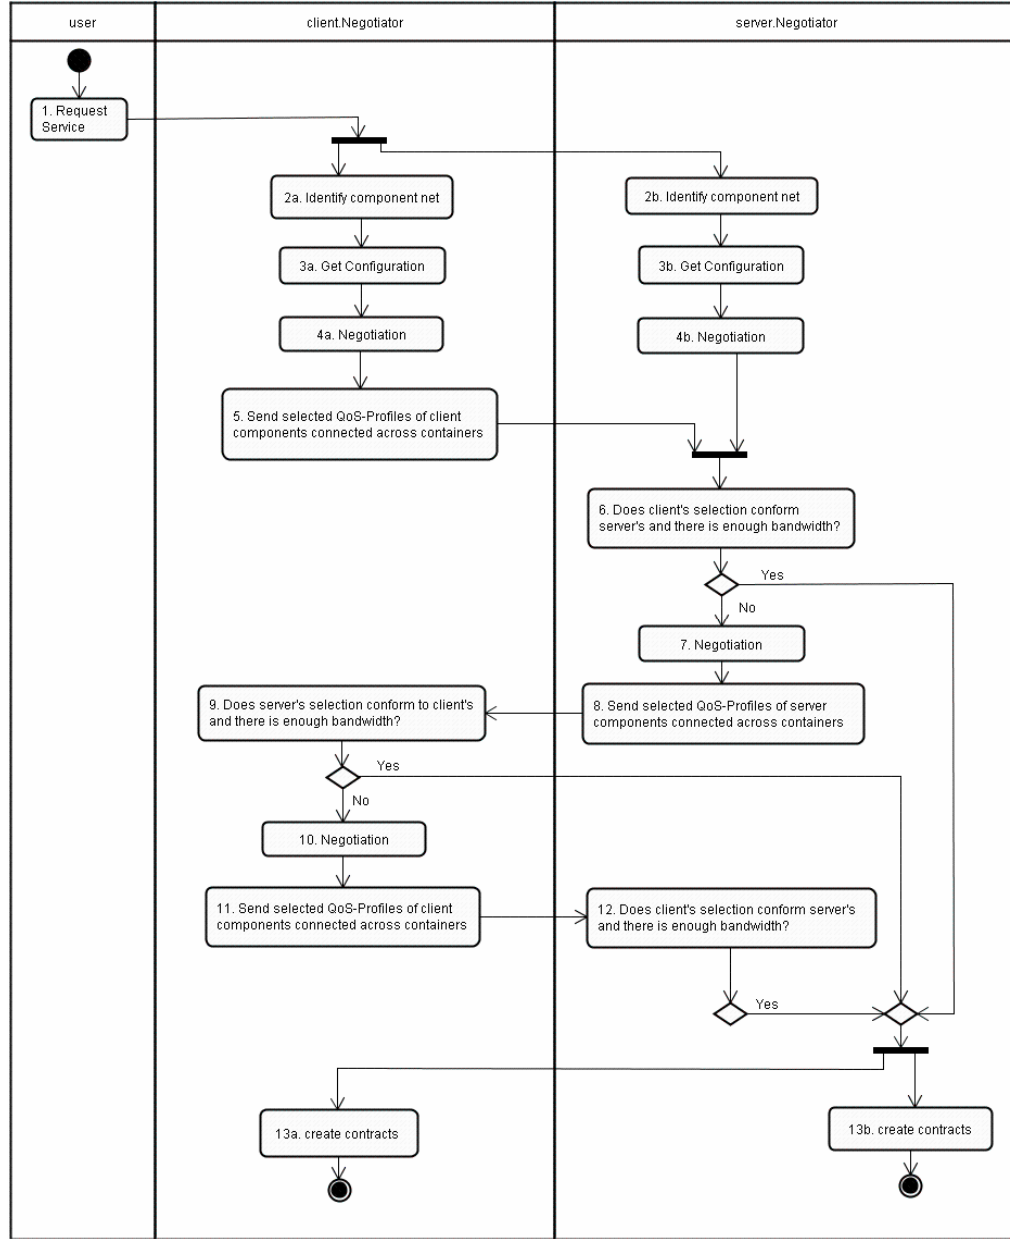 user
client.Negotiator
server.Negotiator
1. Request
Service
2a. Identify component net
2b. Identify component net
3a. Get Configuration
3b. Get Configuration
4a. Negotiation
4b. Negotiation
5. Send selected QoS-Profiles of client
components connected across containers
6. Does client's selection conform
server's and there is enough bandwidth?
Yes
No
7. Negotiation
8. Send selected QoS-Profiles of server
components connected across containers
9. Does server's selection conform to client's
and there is enough bandwidth?
Yes
No
10. Negotiation
11. Send selected QoS-Profiles of client
components connected across containers
12. Does client's selection conform server's
and there is enough bandwidth?
Yes
13a. create contracts
13b. create contracts